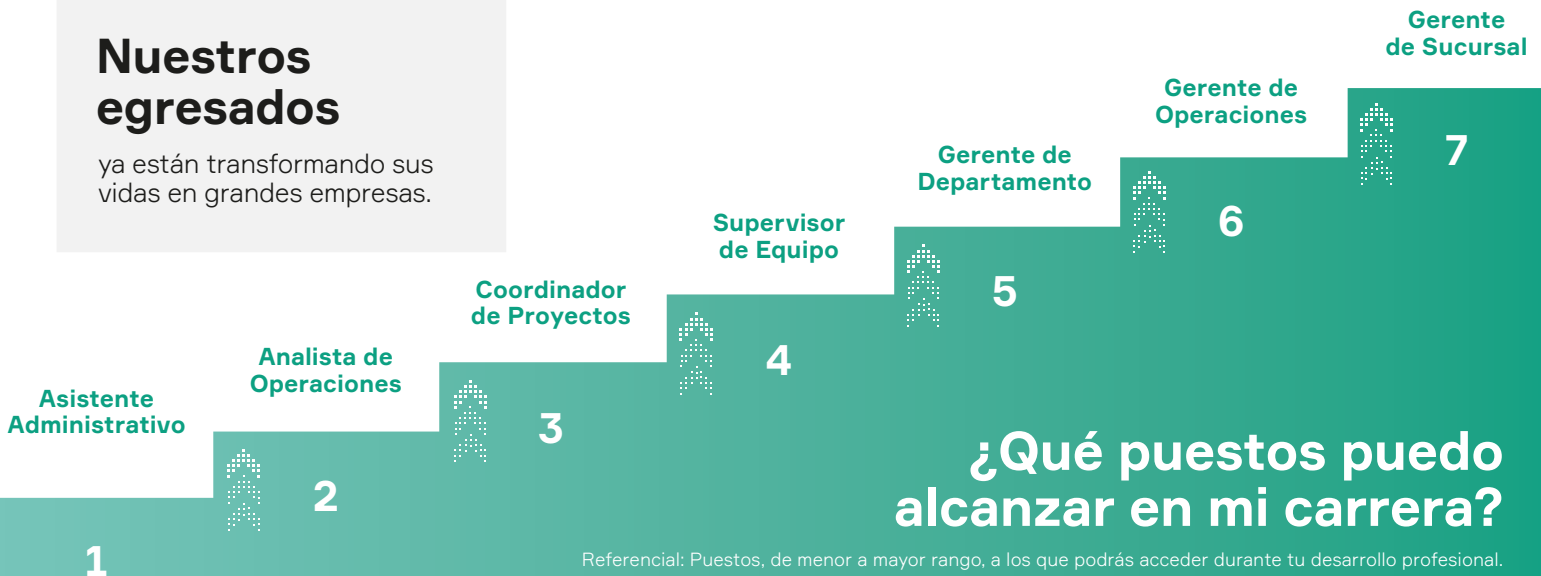 Nuestros
egresados
ya están transformando sus
vidas en grandes empresas.
Asistente
Administrativo
1
Analista de
Operaciones
2
Coordinador
de Proyectos
3
Supervisor
de Equipo
4
Gerente de
Departamento
5
Gerente de
Operaciones
6
Gerente
de Sucursal
7
¿Qué puestos puedo
alcanzar en mi carrera?
Referencial: Puestos, de menor a mayor rango, a los que podrás acceder durante tu desarrollo profesional.